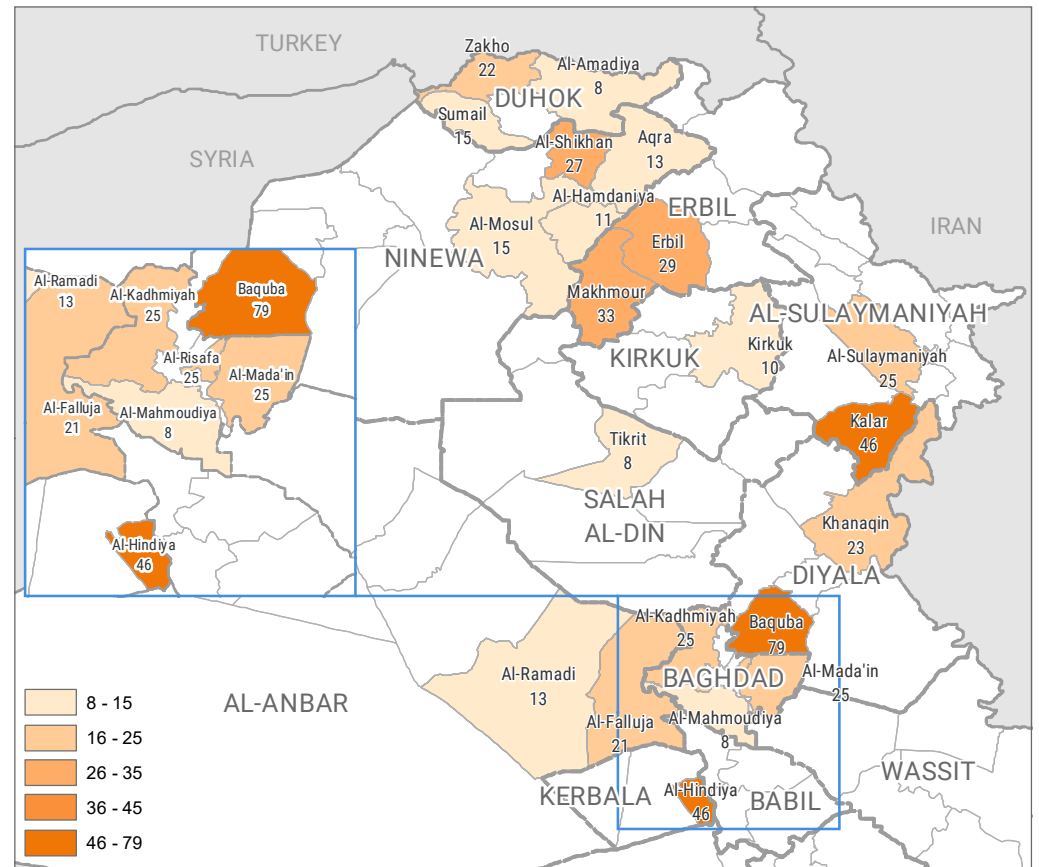 TURKEY
Zakho
22
Al-Amadiya
8
DUHOK
Sumail
15
Al-Shikhan
27
Aqra
13
SYRIA
Al-Hamdaniya
11
ERBIL
IRAN
Al-Mosul
15
Erbil
29
NINEWA
Makhmour
33
AL-SULAYMANIYAH
KIRKUK
Kirkuk
10
Al-Sulaymaniyah
25
Kalar
46
Tikrit
8
SALAH
AL-DIN
Khanaqin
23
DIYALA
Al-Ramadi
13
Al-Kadhmiyah
25
Baquba
79
Al-Risafa
25
Al-Mada'in
25
Al-Falluja
21
Al-Mahmoudiya
8
Al-Hindiya
46
Al-Kadhmiyah
25
Baquba
79
Al-Ramadi
13
BAGHDAD
Al-Mada'in
25
AL-ANBAR
Al-Falluja
21
Al-Mahmoudiya
8
WASSIT
KERBALA
Al-Hindiya
46
BABIL
8 - 15
16 - 25
26 - 35
36 - 45
46 - 79